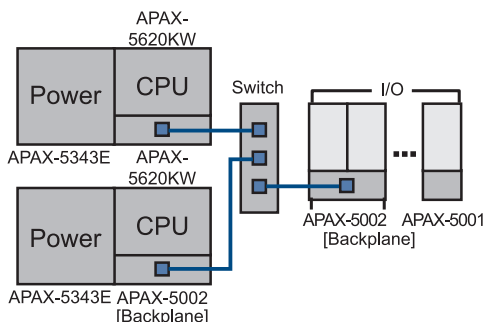 APAX-
5620KW
Power
CPU
APAX-5343E
APAX-
5620KW
Switch
I/O
Power
CPU
APAX-5343E
APAX-5002
[Backplane]
APAX-5002
[Backplane]
APAX-5001